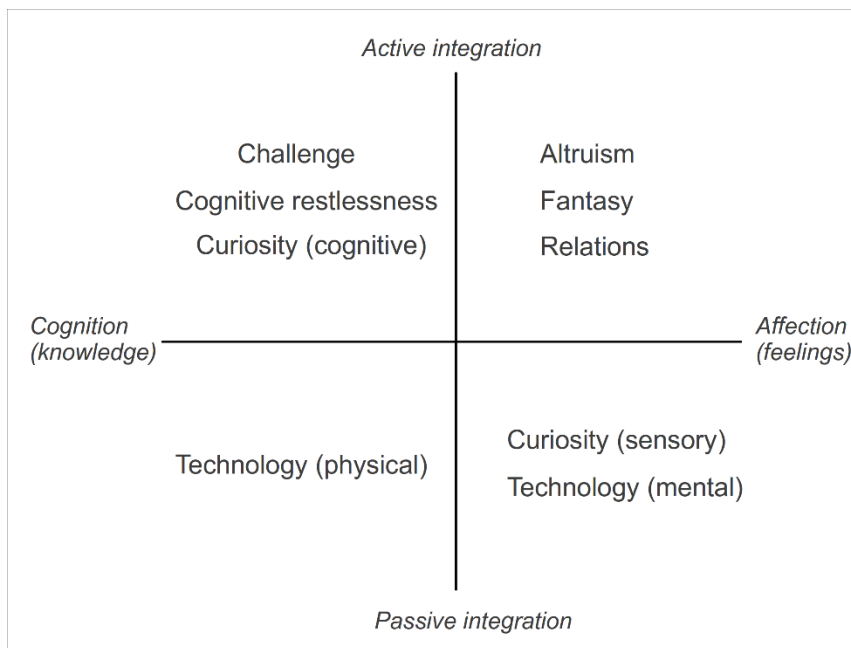 Active integration
Challenge
Altruism
Cognitive restlessness
Fantasy
Curiosity (cognitive)
Relations
Cognition
(knowledge)
Affection
(feelings)
Technology (physical)
Curiosity (sensory)
Technology (mental)
Passive integration